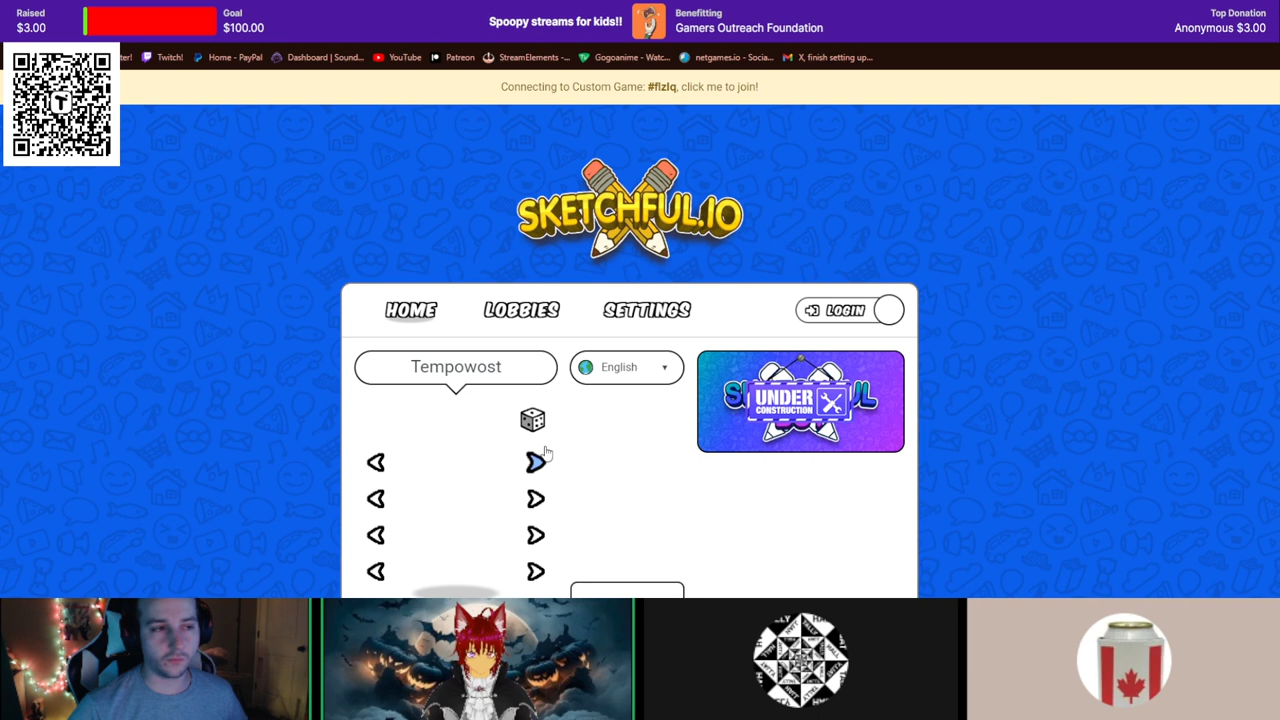 Raised
$3.00
Goal
$100.00
Spoopy streams for kids!!
Benefitting
Gamers Outreach Foundation
Top Donation
Anonymous $3.00
ter!
Twitch!
Home - PayPal
Dashboard | Sound...
YouTube
Patreon
StreamElements -...
Gogoanime - Watc...
netgames.io - Socia...
X, finish setting up...
Connecting to Custom Game: #fizlq, click me to join!
SKETCHFUL.IO
HOME
LOBBIES
SETTINGS
LOGIN
Tempowost
English
UNDER
CONSTRUCTION